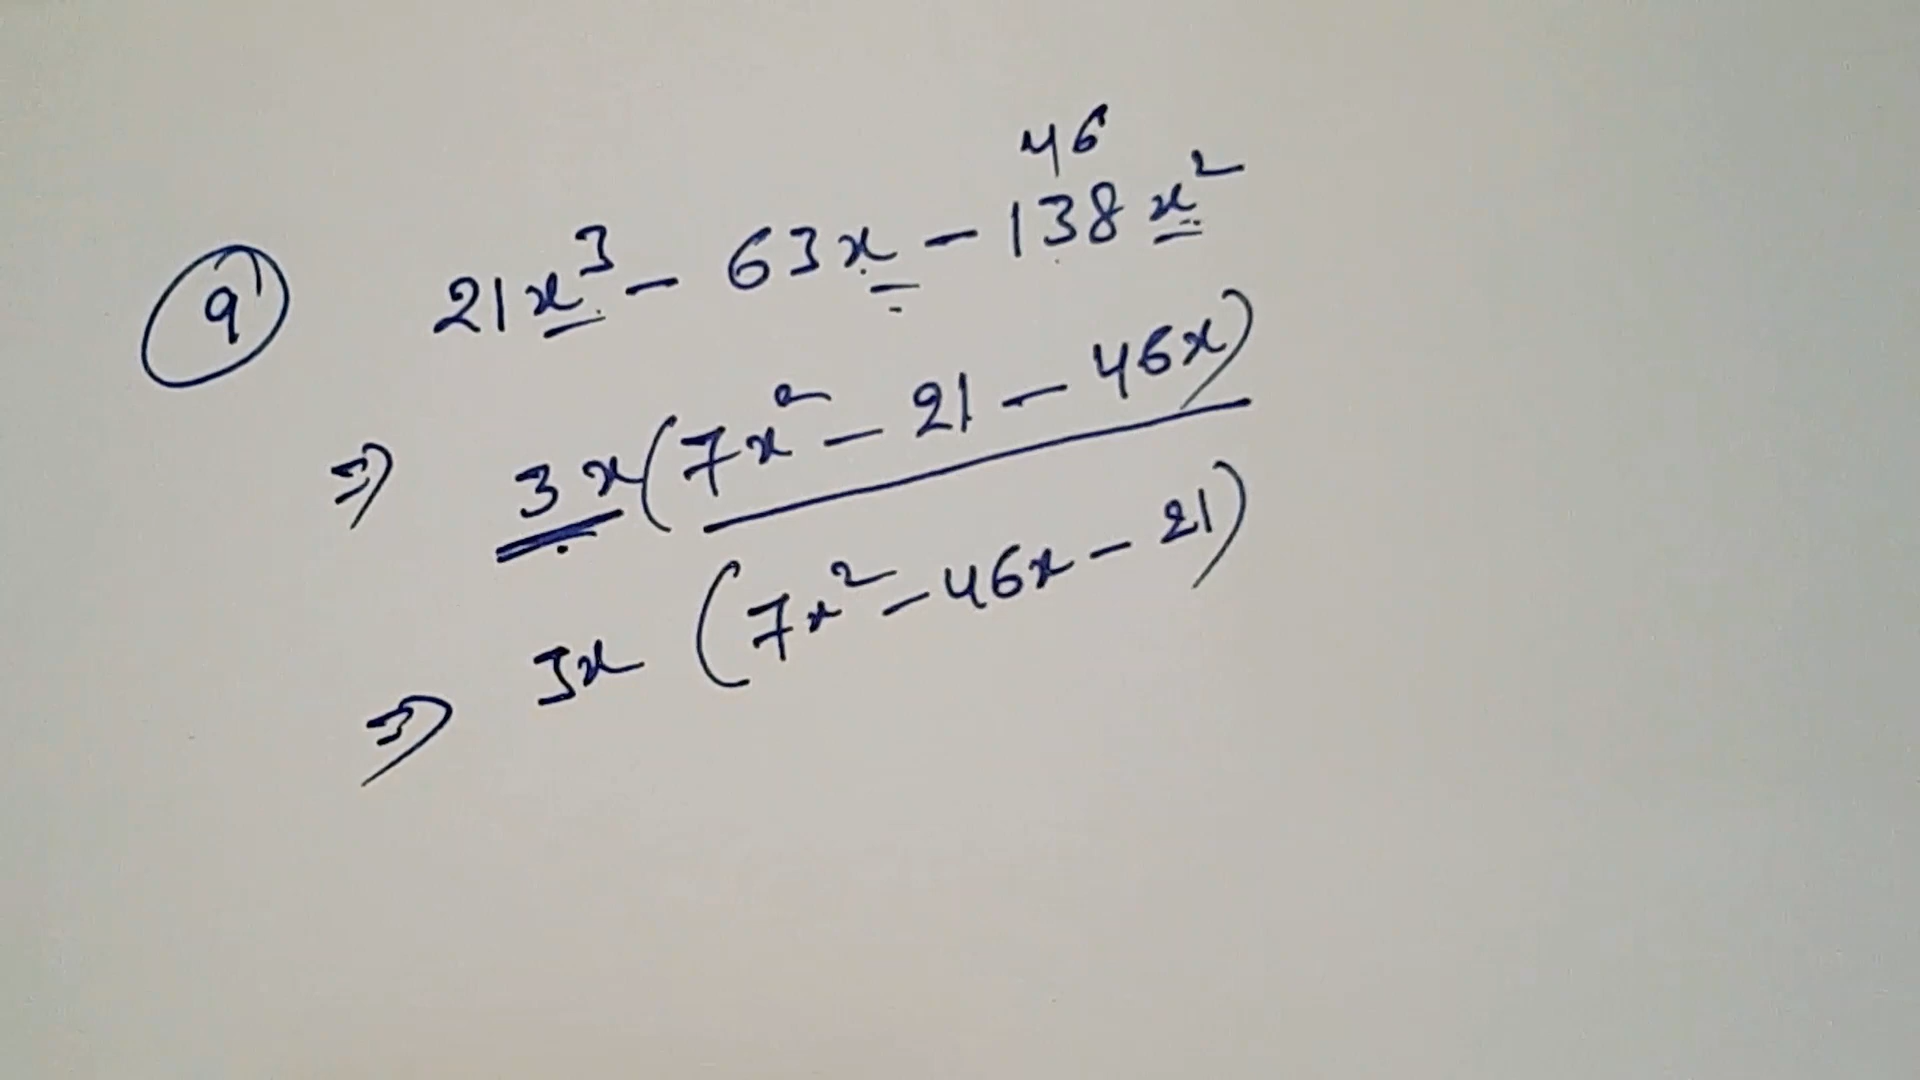 46
9) 21x³ - 63x - 138x²
⇒ 3x(7x² - 21 - 46x)
⇒ 3x (7x² - 46x - 21)